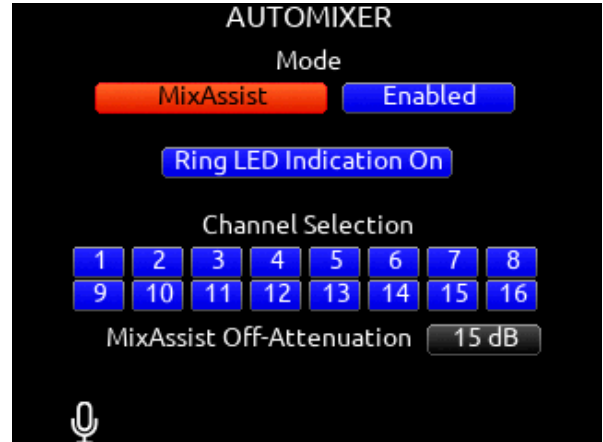 AUTOMIXER
Mode
MixAssist Enabled
Ring LED Indication On
Channel Selection
1 2 3 4 5 6 7 8
9 10 11 12 13 14 15 16
MixAssist Off-Attenuation 15 dB